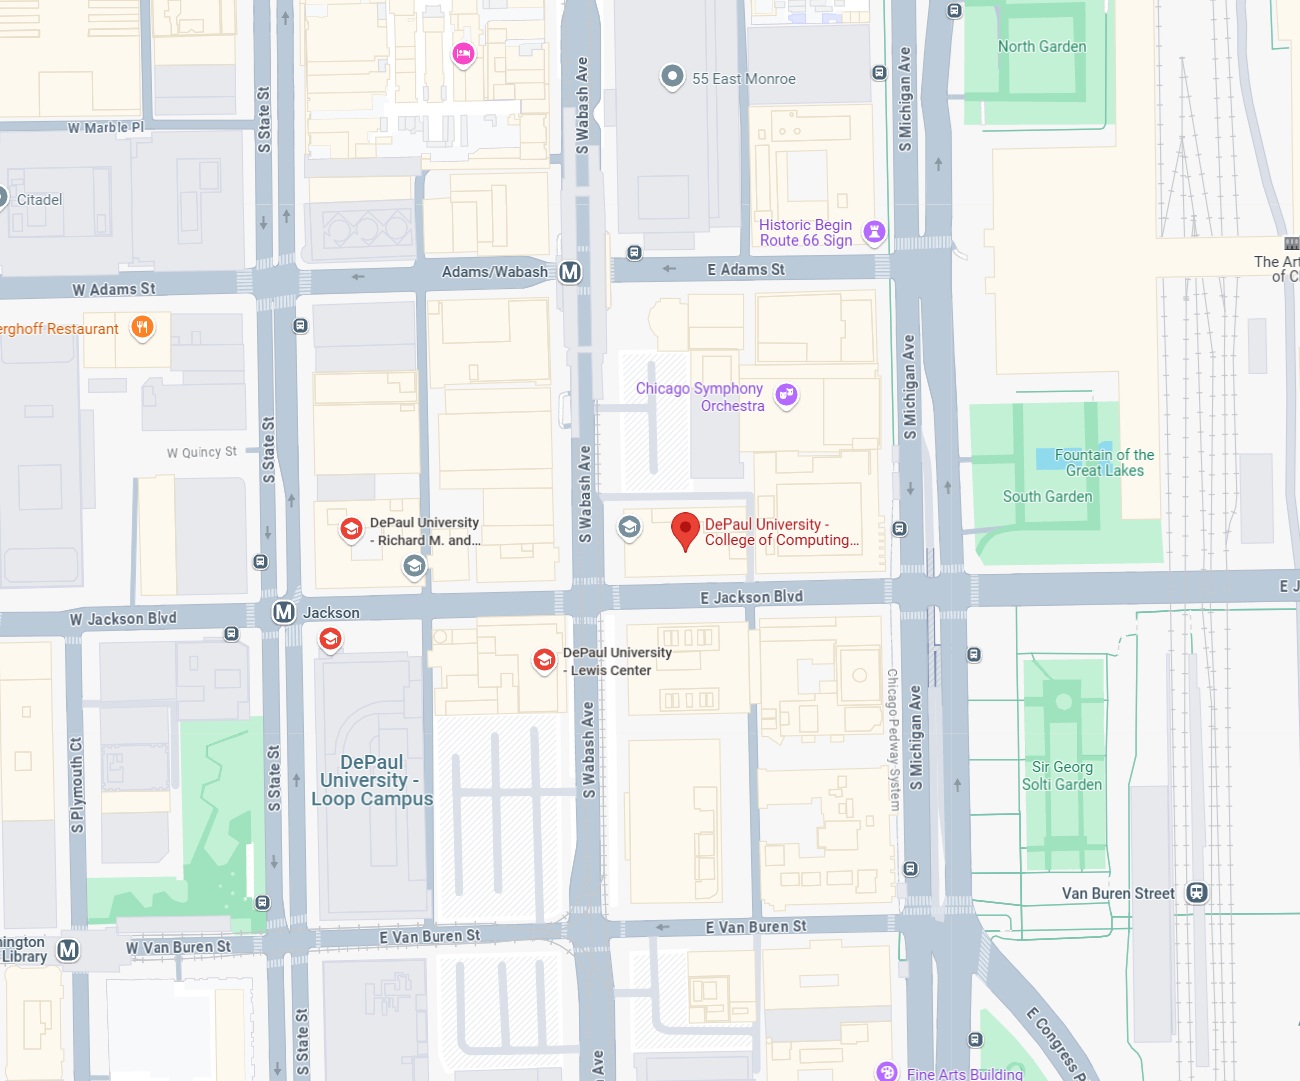 North Garden
55 East Monroe
S State St
S Wabash Ave
S Michigan Ave
W Marble Pl
Citadel
Historic Begin
Route 66 Sign
The Art
of C
Adams/Wabash
E Adams St
W Adams St
erghoff Restaurant
S Michigan Ave
Chicago Symphony
Orchestra
S State St
W Quincy St
S Wabash Ave
Fountain of the
Great Lakes
South Garden
DePaul University
- Richard M. and...
DePaul University -
College of Computing...
E Jackson Blvd
E J
W Jackson Blvd
Jackson
DePaul University
- Lewis Center
Chicago Pedway System
S Michigan Ave
S Wabash Ave
S State St
S Plymouth Ct
DePaul
University -
Loop Campus
Sir Georg
Solti Garden
Van Buren Street
E Van Buren St
E Van Buren St
W Van Buren St
ington
Library
S State St
Ave
E Congress P
Fine Arts Building